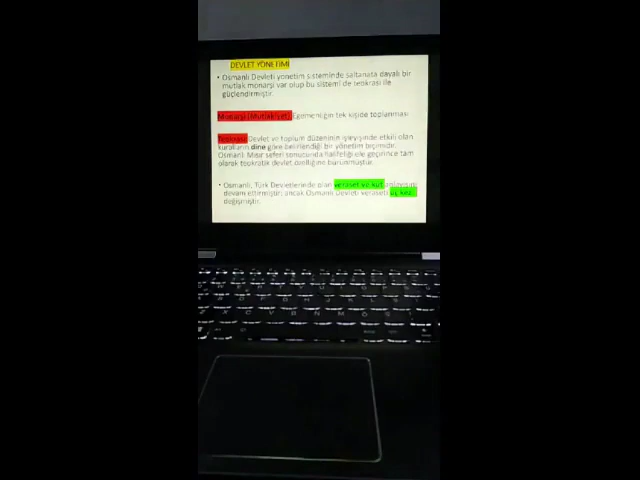 DEVLET YÖNETİMİ
• Osmanlı Devleti yönetim sisteminde saltanata dayalı bir
mutlak monarşi var olup bu sistemi de teokrasi ile
güçlendirmiştir.
Monarşi (Mutlakiyet): Egemenliğin tek kişide toplanması
Teokrasi: Devlet ve toplum düzeninin işleyişinde etkili olan
kuralların dine göre belirlendiği bir yönetim biçimidir.
Osmanlı Mısır seferi sonucunda halifeliği ele geçirince tam
olarak teokratik devlet özelliğine bürünmüştür.
• Osmanlı, Türk Devletlerinde olan veraset ve kut anlayışını
devam ettirmiştir, ancak Osmanlı Devleti veraseti üç kez
değişmiştir.